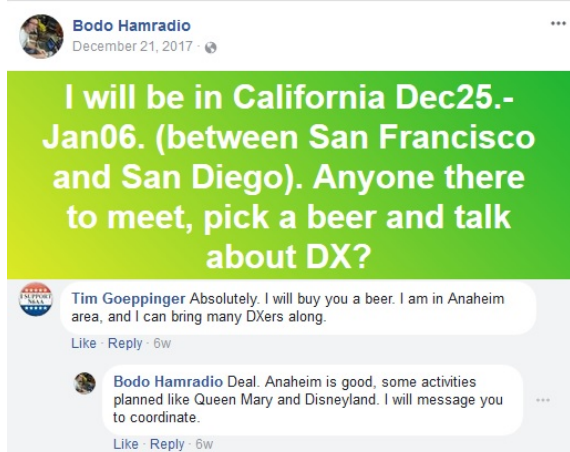 Bodo Hamradio
December 21, 2017 ·
I will be in California Dec25.-
Jan06. (between San Francisco
and San Diego). Anyone there
to meet, pick a beer and talk
about DX?
I SUPPORT
N6AA
Tim Goeppinger Absolutely. I will buy you a beer. I am in Anaheim
area, and I can bring many DXers along.
Like · Reply · 6w
Bodo Hamradio Deal. Anaheim is good, some activities
planned like Queen Mary and Disneyland. I will message you
to coordinate.
Like · Reply · 6w